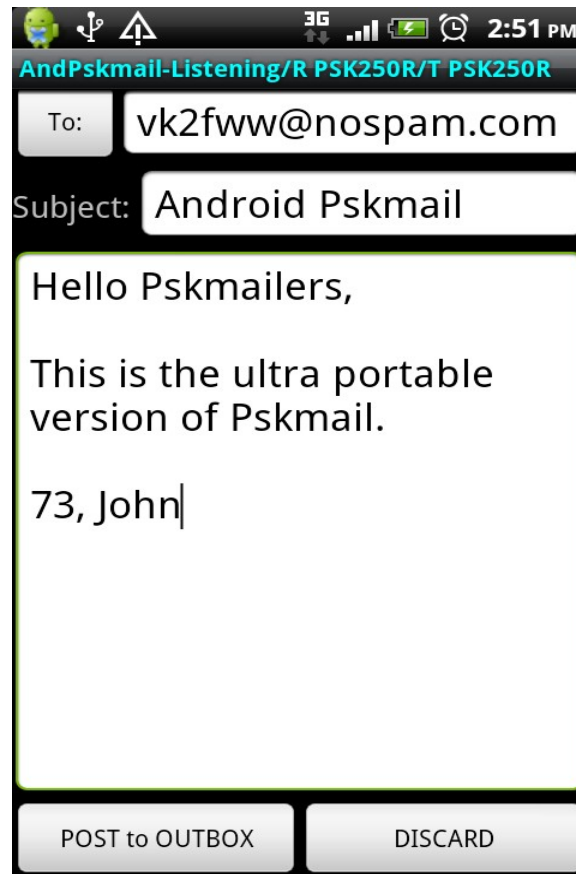 3G 2:51 PM
AndPskmail-Listening/R PSK250R/T PSK250R
To: vk2fww@nospam.com
Subject: Android Pskmail
Hello Pskmailers,
This is the ultra portable
version of Pskmail.
73, John
POST to OUTBOX DISCARD